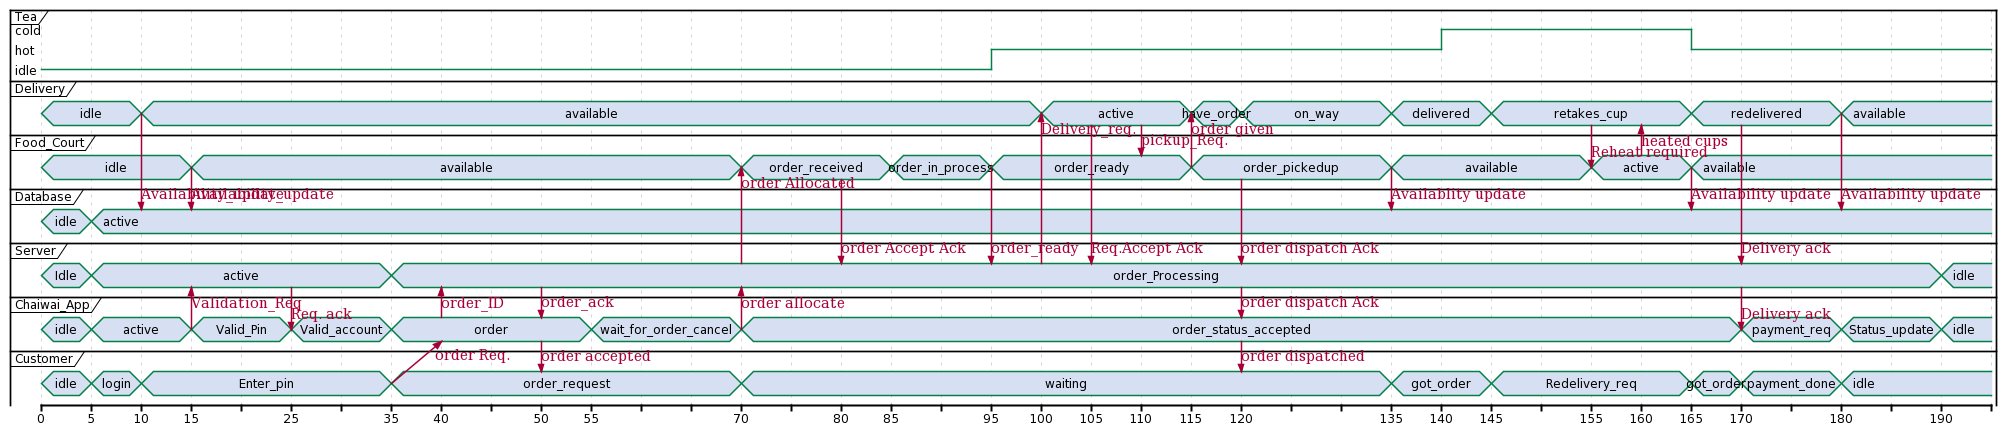 Tea
cold
hot
idle
Delivery
idle available active have_order on_way delivered retakes_cup redelivered available
Delivery_req. order given
pickup_Req. heated cups
Reheat required
Food_Court
idle available order_received order_in_process order_ready order_pickedup available active available
order Allocated
Availability_update Availability_update Availablity update Availability update Availability update
Database
idle active
order Accept Ack order_ready Req.Accept Ack order dispatch Ack Delivery ack
Server
Idle active order_Processing idle
Validation_Req order_ID order_ack order allocate order dispatch Ack
Req. ack Delivery ack
Chaiwai_App
idle active Valid_Pin Valid_account order wait_for_order_cancel order_status_accepted payment_req Status_update idle
order Req. order accepted order dispatched
Customer
idle login Enter_pin order_request waiting got_order Redelivery_req got_order payment_done idle
0 5 10 15 25 35 40 50 55 70 80 85 95 100 105 110 115 120 135 140 145 155 160 165 170 180 190